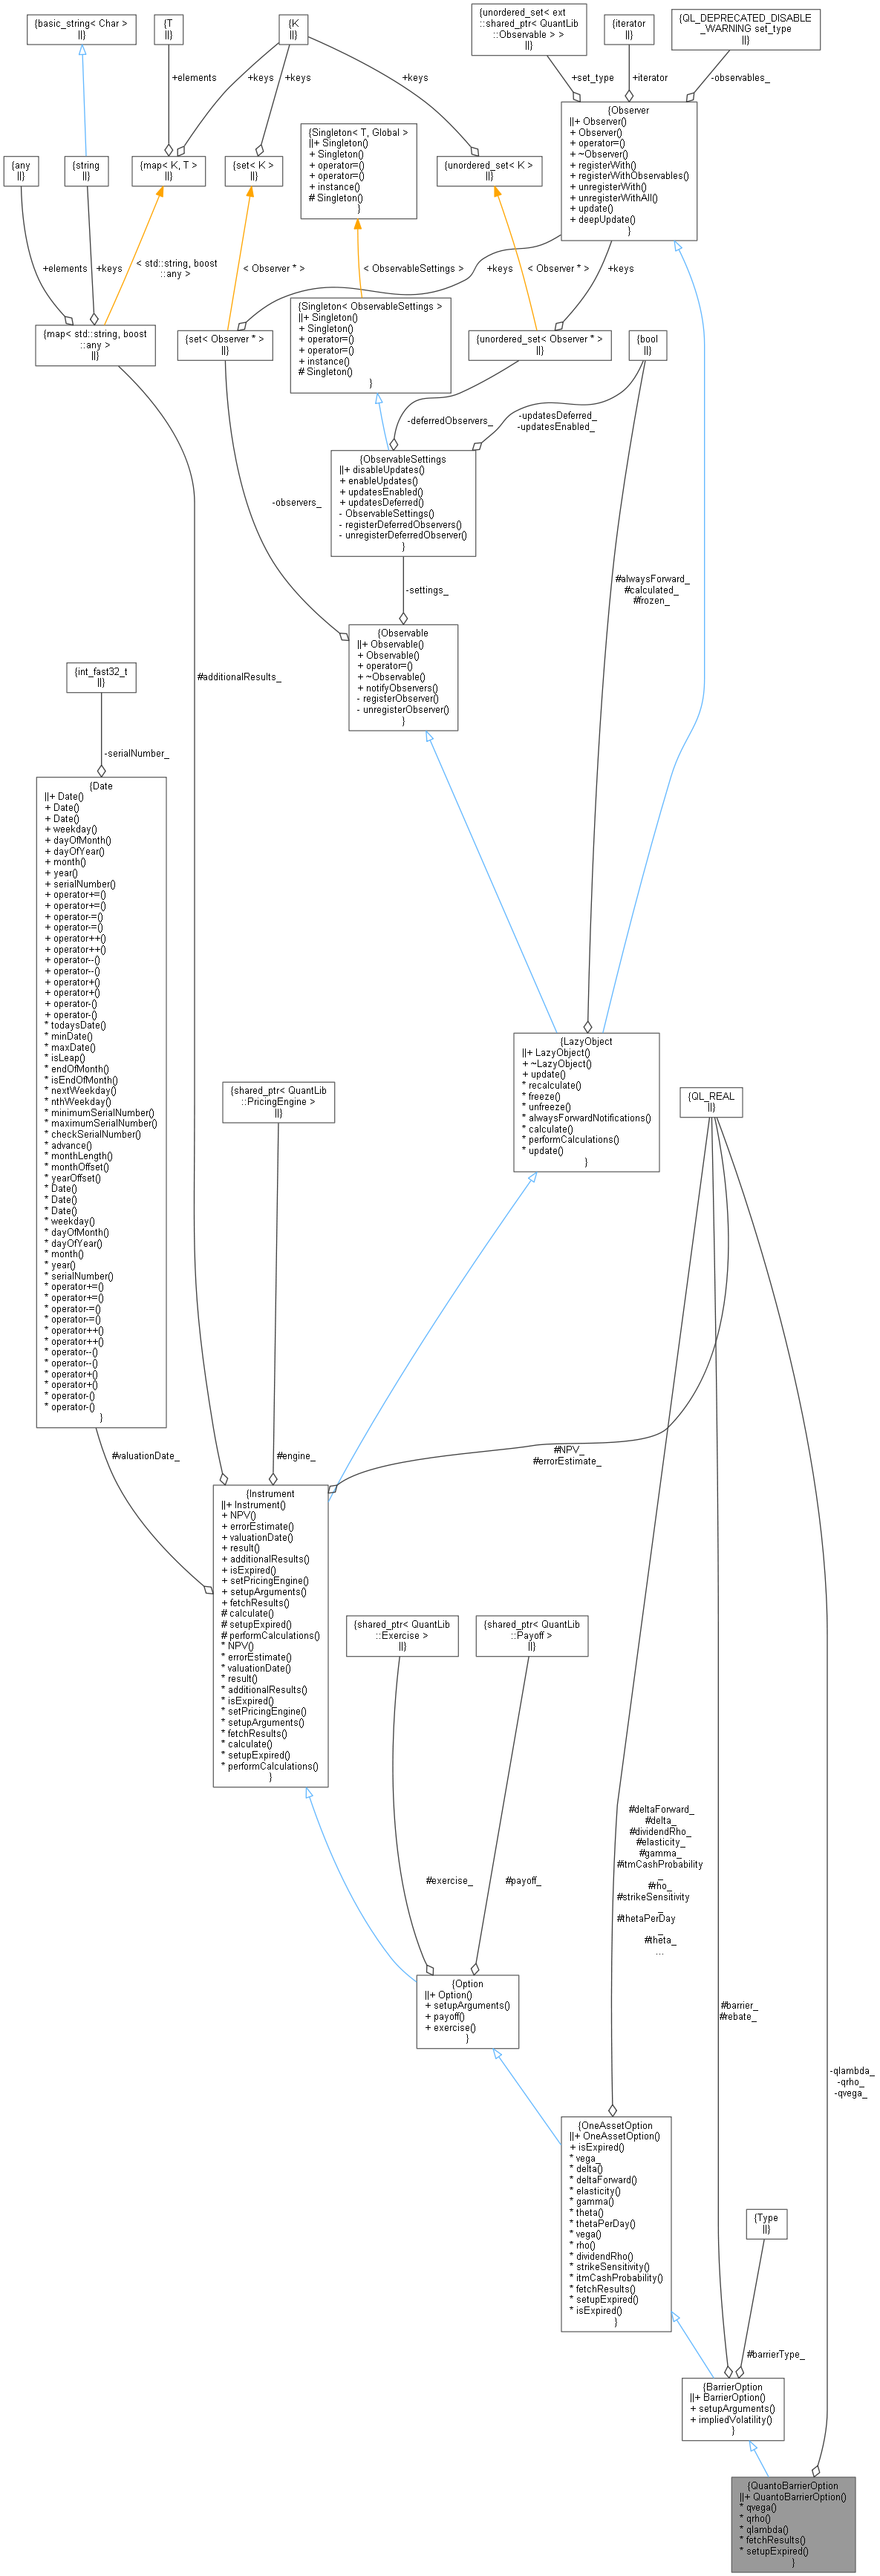 {basic_string< Char >
||}
{T
||}
{K
||}
{unordered_set< ext
::shared_ptr< QuantLib
::Observable > >
||}
{iterator
||}
{QL_DEPRECATED_DISABLE
_WARNING set_type
||}
+elements
+keys
+keys
+keys
+set_type
+iterator
-observables_
{any
||}
{string
||}
{map< K, T >
||}
{set< K >
||}
{Singleton< T, Global >
||+ Singleton()
+ Singleton()
+ operator=()
+ operator=()
+ instance()
# Singleton()
}
{unordered_set< K >
||}
{Observer
||+ Observer()
+ Observer()
+ operator=()
+ ~Observer()
+ registerWith()
+ registerWithObservables()
+ unregisterWith()
+ unregisterWithAll()
+ update()
+ deepUpdate()
}
+elements
+keys
< std::string, boost
::any >
< Observer * >
< ObservableSettings >
+keys
< Observer * >
+keys
{map< std::string, boost
::any >
||}
{set< Observer * >
||}
{Singleton< ObservableSettings >
||+ Singleton()
+ Singleton()
+ operator=()
+ operator=()
+ instance()
# Singleton()
}
{unordered_set< Observer * >
||}
{bool
||}
-deferredObservers_
-updatesDeferred_
-updatesEnabled_
{ObservableSettings
||+ disableUpdates()
+ enableUpdates()
+ updatesEnabled()
+ updatesDeferred()
- ObservableSettings()
- registerDeferredObservers()
- unregisterDeferredObserver()
}
-observers_
-settings_
#alwaysForward_
#calculated_
#frozen_
{Observable
||+ Observable()
+ Observable()
+ operator=()
+ ~Observable()
+ notifyObservers()
- registerObserver()
- unregisterObserver()
}
{int_fast32_t
||}
#additionalResults_
-serialNumber_
{Date
||+ Date()
+ Date()
+ Date()
+ weekday()
+ dayOfMonth()
+ dayOfYear()
+ month()
+ year()
+ serialNumber()
+ operator+=()
+ operator+=()
+ operator-=()
+ operator-=()
+ operator++()
+ operator++()
+ operator--()
+ operator--()
+ operator+()
+ operator+()
+ operator-()
+ operator-()
* todaysDate()
* minDate()
* maxDate()
* isLeap()
* endOfMonth()
* isEndOfMonth()
* nextWeekday()
* nthWeekday()
* minimumSerialNumber()
* maximumSerialNumber()
* checkSerialNumber()
* advance()
* monthLength()
* monthOffset()
* yearOffset()
* Date()
* Date()
* Date()
* weekday()
* dayOfMonth()
* dayOfYear()
* month()
* year()
* serialNumber()
* operator+=()
* operator+=()
* operator-=()
* operator-=()
* operator++()
* operator++()
* operator--()
* operator--()
* operator+()
* operator+()
* operator-()
* operator-()
}
{LazyObject
||+ LazyObject()
+ ~LazyObject()
+ update()
* recalculate()
* freeze()
* unfreeze()
* alwaysForwardNotifications()
* calculate()
* performCalculations()
* update()
}
{shared_ptr< QuantLib
::PricingEngine >
||}
{QL_REAL
||}
#valuationDate_
#engine_
#NPV_
#errorEstimate_
{Instrument
||+ Instrument()
+ NPV()
+ errorEstimate()
+ valuationDate()
+ result()
+ additionalResults()
+ isExpired()
+ setPricingEngine()
+ setupArguments()
+ fetchResults()
# calculate()
# setupExpired()
# performCalculations()
* NPV()
* errorEstimate()
* valuationDate()
* result()
* additionalResults()
* isExpired()
* setPricingEngine()
* setupArguments()
* fetchResults()
* calculate()
* setupExpired()
* performCalculations()
}
{shared_ptr< QuantLib
::Exercise >
||}
{shared_ptr< QuantLib
::Payoff >
||}
#exercise_
#payoff_
#deltaForward_
#delta_
#dividendRho_
#elasticity_
#gamma_
#itmCashProbability
_
#rho_
#strikeSensitivity
_
#thetaPerDay
_
#theta_
...
{Option
||+ Option()
+ setupArguments()
+ payoff()
+ exercise()
}
#barrier_
#rebate_
-qlambda_
-qrho_
-qvega_
{OneAssetOption
||+ OneAssetOption()
+ isExpired()
* vega_
* delta()
* deltaForward()
* elasticity()
* gamma()
* theta()
* thetaPerDay()
* vega()
* rho()
* dividendRho()
* strikeSensitivity()
* itmCashProbability()
* fetchResults()
* setupExpired()
* isExpired()
}
{Type
||}
#barrierType_
{BarrierOption
||+ BarrierOption()
+ setupArguments()
+ impliedVolatility()
}
{QuantoBarrierOption
||+ QuantoBarrierOption()
* qvega()
* qrho()
* qlambda()
* fetchResults()
* setupExpired()
}